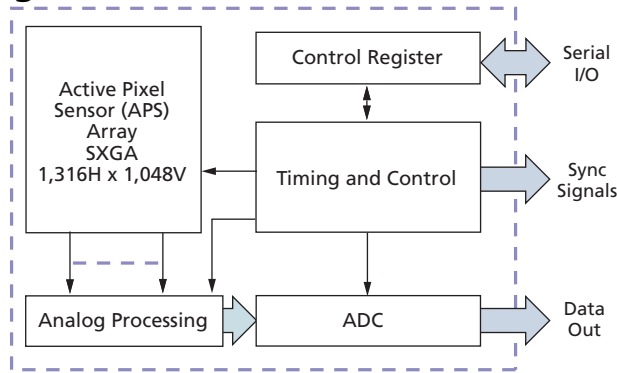 Active Pixel
Sensor (APS)
Array
SXGA
1,316H x 1,048V
Control Register
Serial
I/O
Timing and Control
Sync
Signals
Analog Processing
ADC
Data
Out